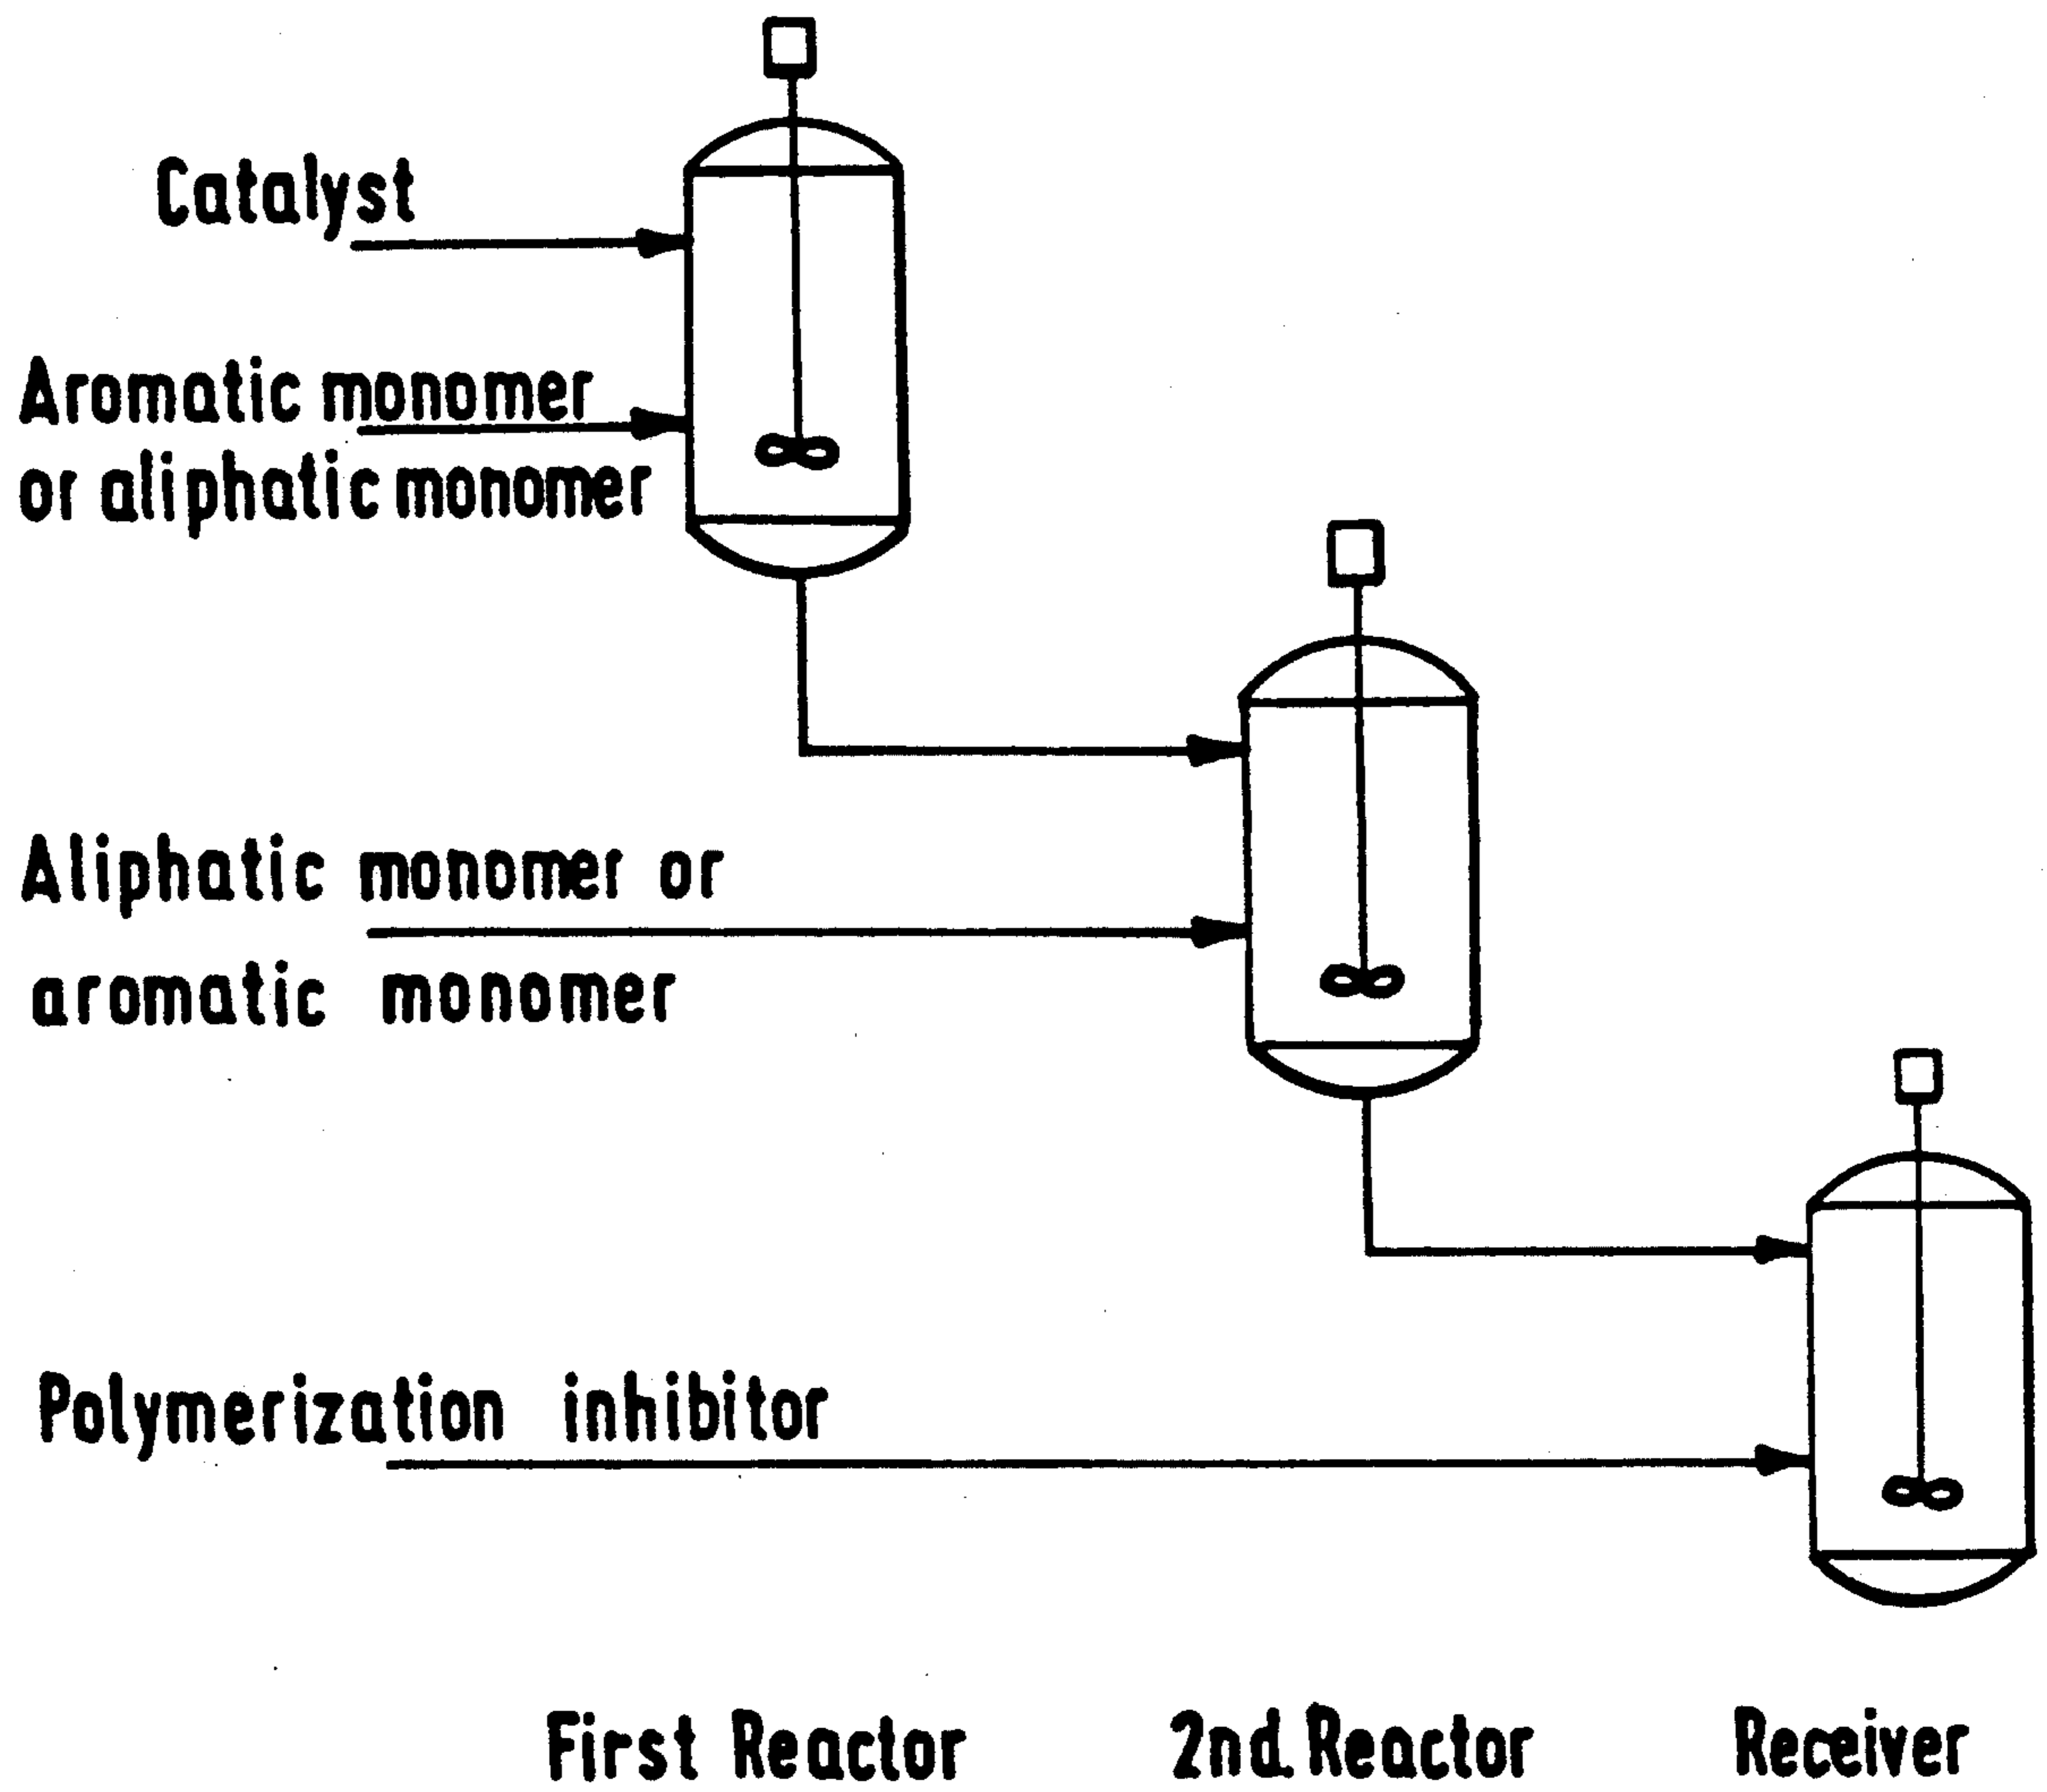 Catalyst
Aromatic monomer
or aliphatic monomer
Aliphatic monomer or
aromatic monomer
Polymerization inhibitor
First Reactor
2nd Reactor
Receiver